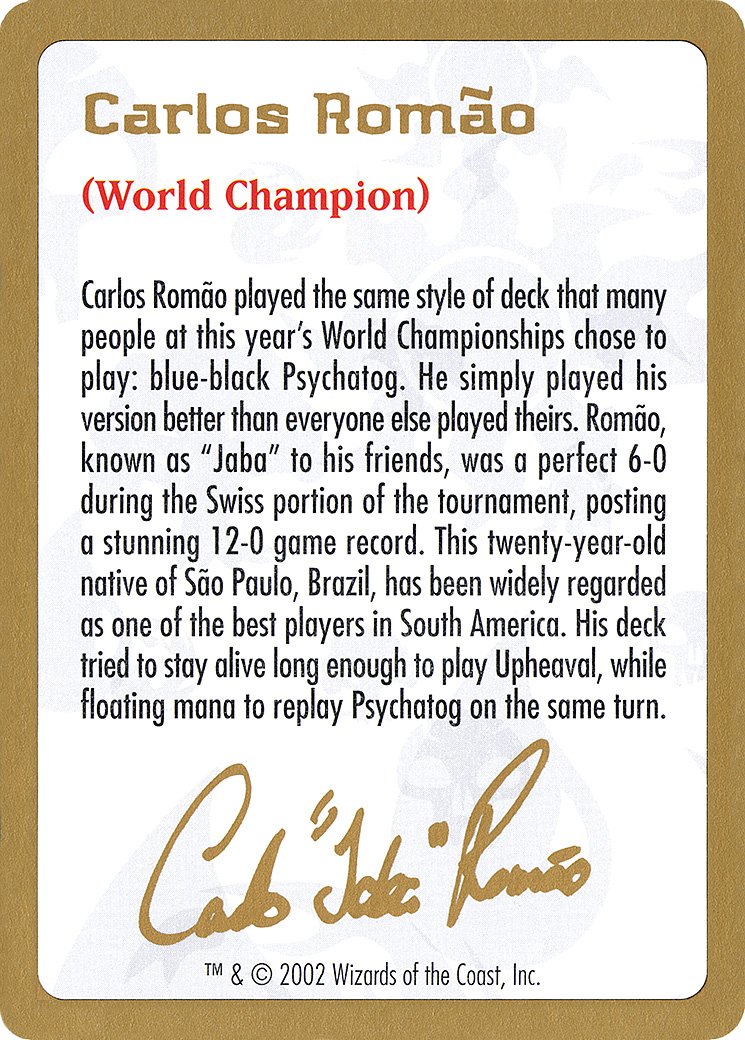 Carlos Romão
(World Champion)
Carlos Romão played the same style of deck that many
people at this year's World Championships chose to
play: blue-black Psychatog. He simply played his
version better than everyone else played theirs. Romão,
known as "Jaba" to his friends, was a perfect 6-0
during the Swiss portion of the tournament, posting
a stunning 12-0 game record. This twenty-year-old
native of São Paulo, Brazil, has been widely regarded
as one of the best players in South America. His deck
tried to stay alive long enough to play Upheaval, while
floating mana to replay Psychatog on the same turn.
Carlos "Jaba" Romão
™ & © 2002 Wizards of the Coast, Inc.